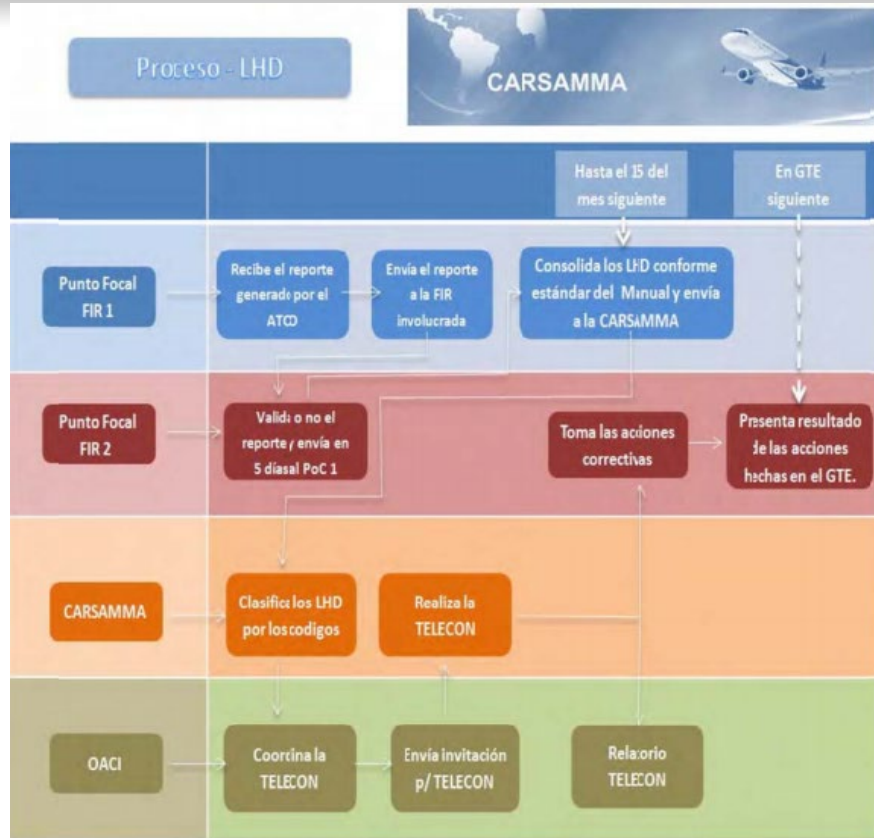 Proceso - LHD
CARSAMMA
Hasta el 15 del
mes siguiente
En GTE
siguiente
Punto Focal
FIR 1
Recibe el reporte
generado por el
ATCO
Envía el reporte
a la FIR
involucrada
Consolida los LHD conforme
estándar del Manual y envía
a la CARSAMMA
Punto Focal
FIR 2
Valida o no el
reporte y envía en
5 días al PoC 1
Toma las acciones
correctivas
Presenta resultado
de las acciones
hechas en el GTE.
CARSAMMA
Clasifica los LHD
por los codigos
Realiza la
TELECON
OACI
Coordina la
TELECON
Envía invitación
p/ TELECON
Relatorio
TELECON